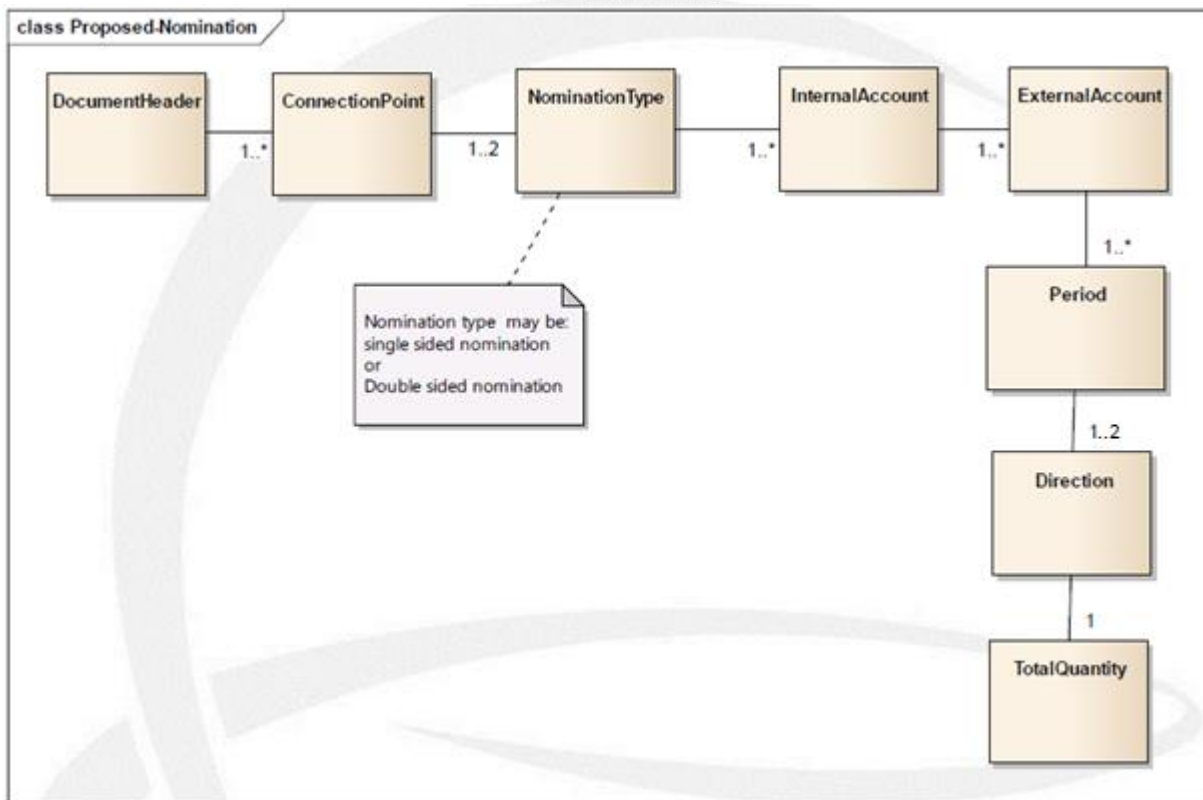 class Proposed-Nomination
DocumentHeader
ConnectionPoint
NominationType
InternalAccount
ExternalAccount
1..*
1..2
1..*
1..*
1..*
Nomination type may be:
single sided nomination
or
Double sided nomination
Period
1..2
Direction
1
TotalQuantity